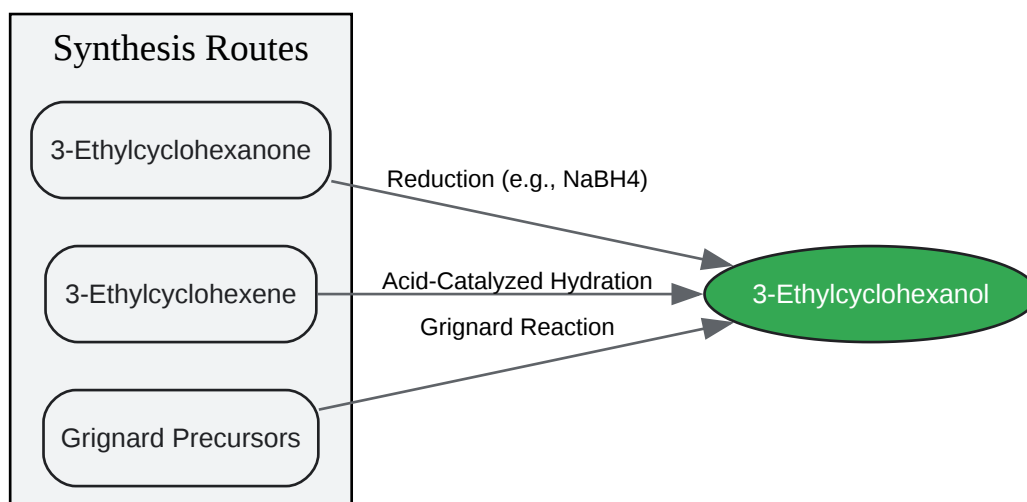 Synthesis Routes
3-Ethylcyclohexanone
Reduction (e.g., NaBH4)
3-Ethylcyclohexene
Acid-Catalyzed Hydration
3-Ethylcyclohexanol
Grignard Reaction
Grignard Precursors